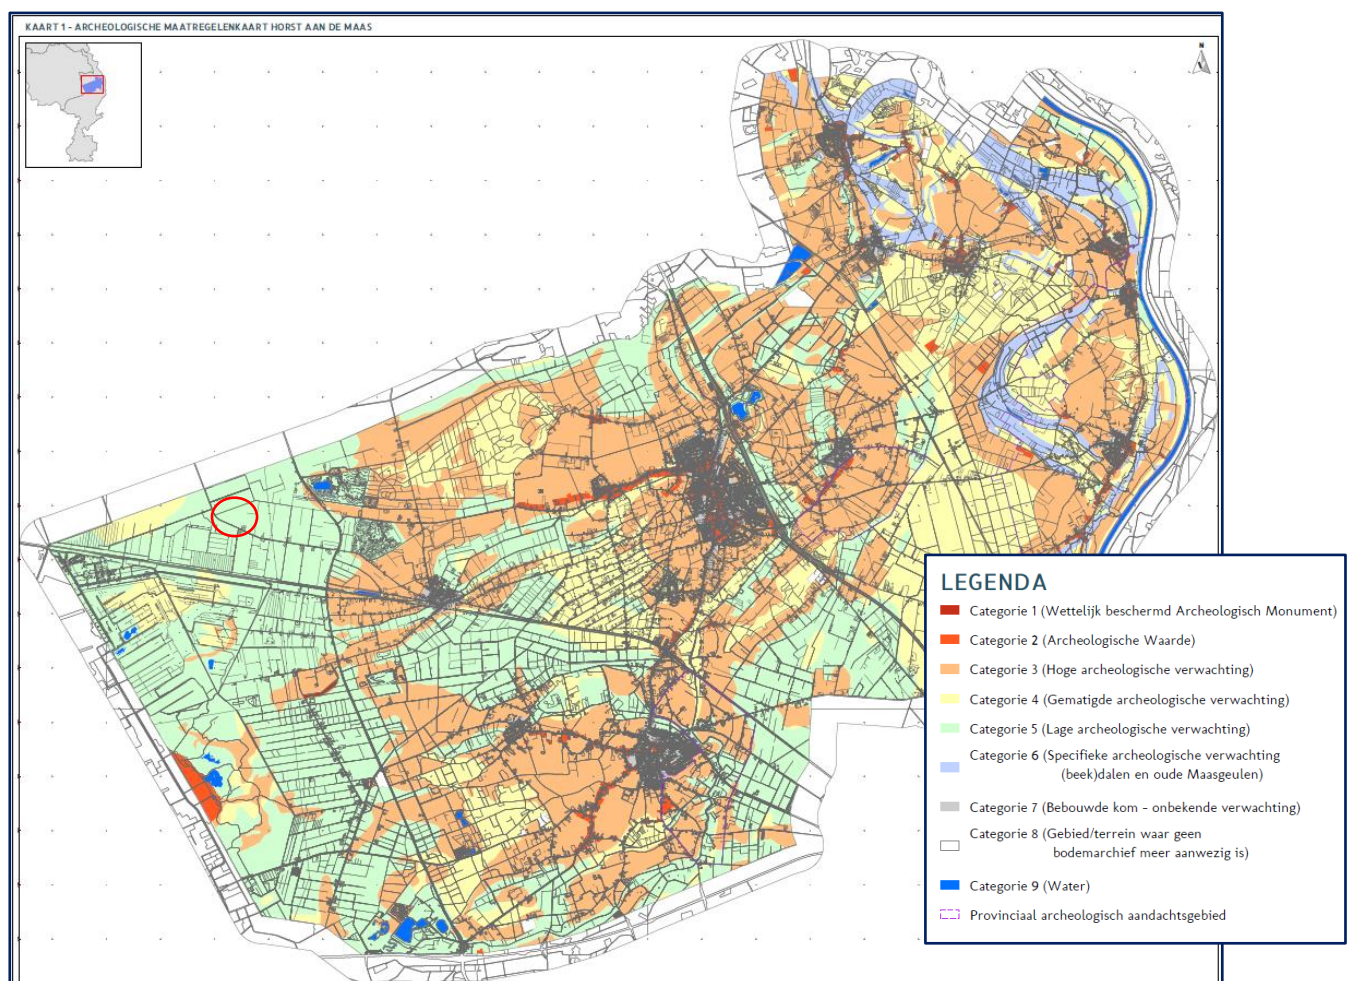 KAART 1 - ARCHEOLOGISCHE MAATREGELENKAART HORST AAN DE MAAS
N
LEGENDA
Categorie 1 (Wettelijk beschermd Archeologisch Monument)
Categorie 2 (Archeologische Waarde)
Categorie 3 (Hoge archeologische verwachting)
Categorie 4 (Gematigde archeologische verwachting)
Categorie 5 (Lage archeologische verwachting)
Categorie 6 (Specifieke archeologische verwachting
(beek)dalen en oude Maasgeulen)
Categorie 7 (Bebouwde kom - onbekende verwachting)
Categorie 8 (Gebied/terrein waar geen
bodemarchief meer aanwezig is)
Categorie 9 (Water)
Provinciaal archeologisch aandachtsgebied